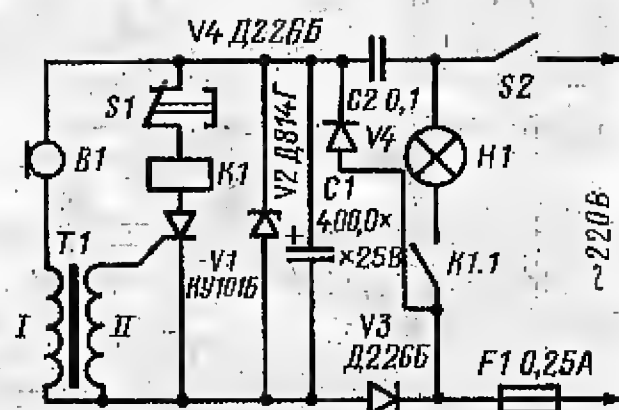 V4 Д226Б
S1
B1
K1
T1
I
II
V1
КУ101Б
V2 Д814Г
C1
400,0×
×25В
+
C2 0,1
V4
S2
H1
K1.1
~220В
V3
Д226Б
F1 0,25А